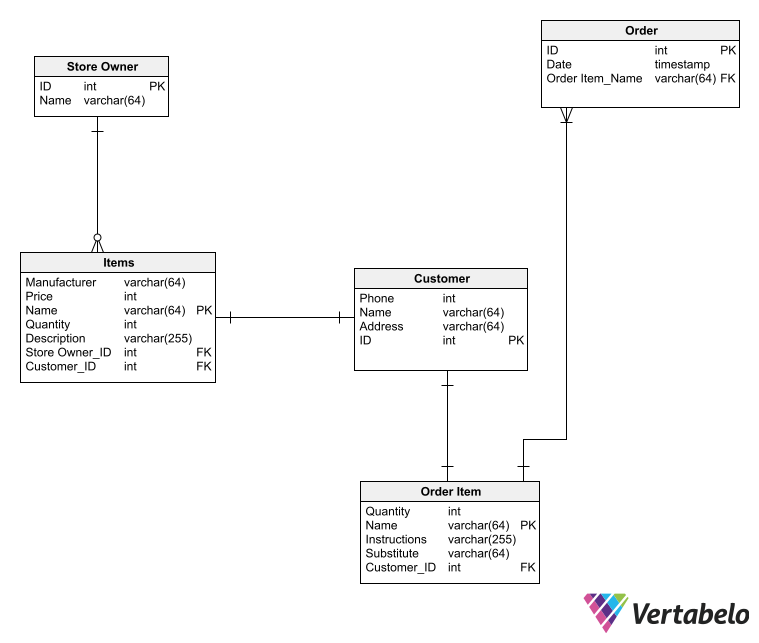 Order
ID int PK
Date timestamp
Order Item_Name varchar(64) FK
Store Owner
ID int PK
Name varchar(64)
Items
Manufacturer varchar(64)
Price int
Name varchar(64) PK
Quantity int
Description varchar(255)
Store Owner_ID int FK
Customer_ID int FK
Customer
Phone int
Name varchar(64)
Address varchar(64)
ID int PK
Order Item
Quantity int
Name varchar(64) PK
Instructions varchar(255)
Substitute varchar(64)
Customer_ID int FK
Vertabelo